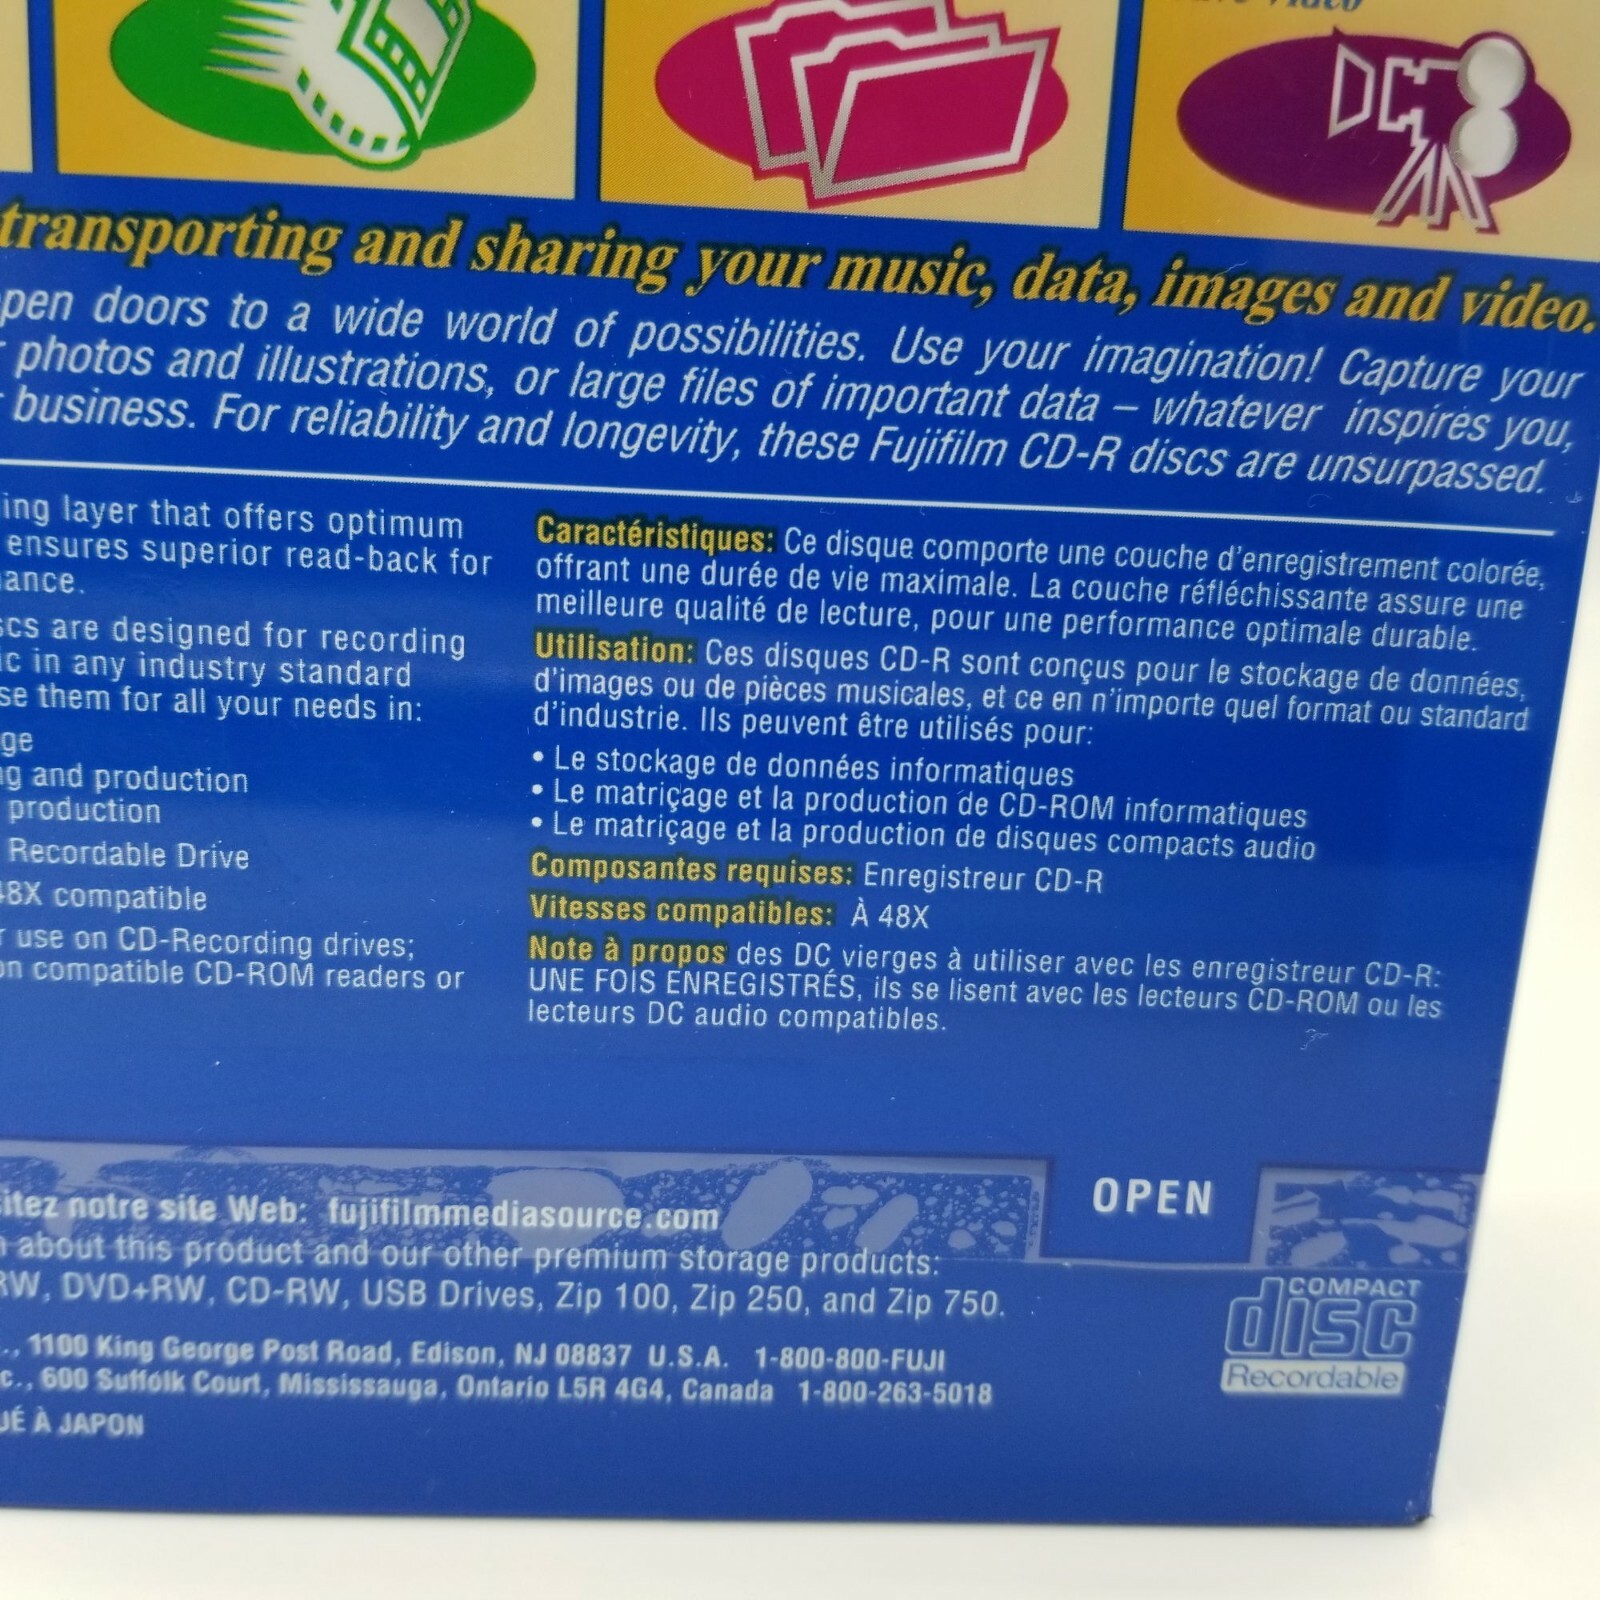 Video
transporting and sharing your music, data, images and video.
pen doors to a wide world of possibilities. Use your imagination! Capture your
r photos and illustrations, or large files of important data – whatever inspires you,
r business. For reliability and longevity, these Fujifilm CD-R discs are unsurpassed.
ing layer that offers optimum
ensures superior read-back for
ance.
scs are designed for recording
ic in any industry standard
se them for all your needs in:
ge
ng and production
production
Recordable Drive
48X compatible
r use on CD-Recording drives;
on compatible CD-ROM readers or
Caractéristiques: Ce disque comporte une couche d'enregistrement colorée,
offrant une durée de vie maximale. La couche réfléchissante assure une
meilleure qualité de lecture, pour une performance optimale durable.
Utilisation: Ces disques CD-R sont conçus pour le stockage de données,
d'images ou de pièces musicales, et ce en n'importe quel format ou standard
d'industrie. Ils peuvent être utilisés pour:
• Le stockage de données informatiques
• Le matriçage et la production de CD-ROM informatiques
• Le matriçage et la production de disques compacts audio
Composantes requises: Enregistreur CD-R
Vitesses compatibles: À 48X
Note à propos des DC vierges à utiliser avec les enregistreur CD-R:
UNE FOIS ENREGISTRÉS, ils se lisent avec les lecteurs CD-ROM ou les
lecteurs DC audio compatibles.
OPEN
sitez notre site Web: fujifilmmediasource.com
n about this product and our other premium storage products:
RW, DVD+RW, CD-RW, USB Drives, Zip 100, Zip 250, and Zip 750.
COMPACT
disc
Recordable
., 1100 King George Post Road, Edison, NJ 08837 U.S.A. 1-800-800-FUJI
c., 600 Suffolk Court, Mississauga, Ontario L5R 4G4, Canada 1-800-263-5018
UÉ À JAPON